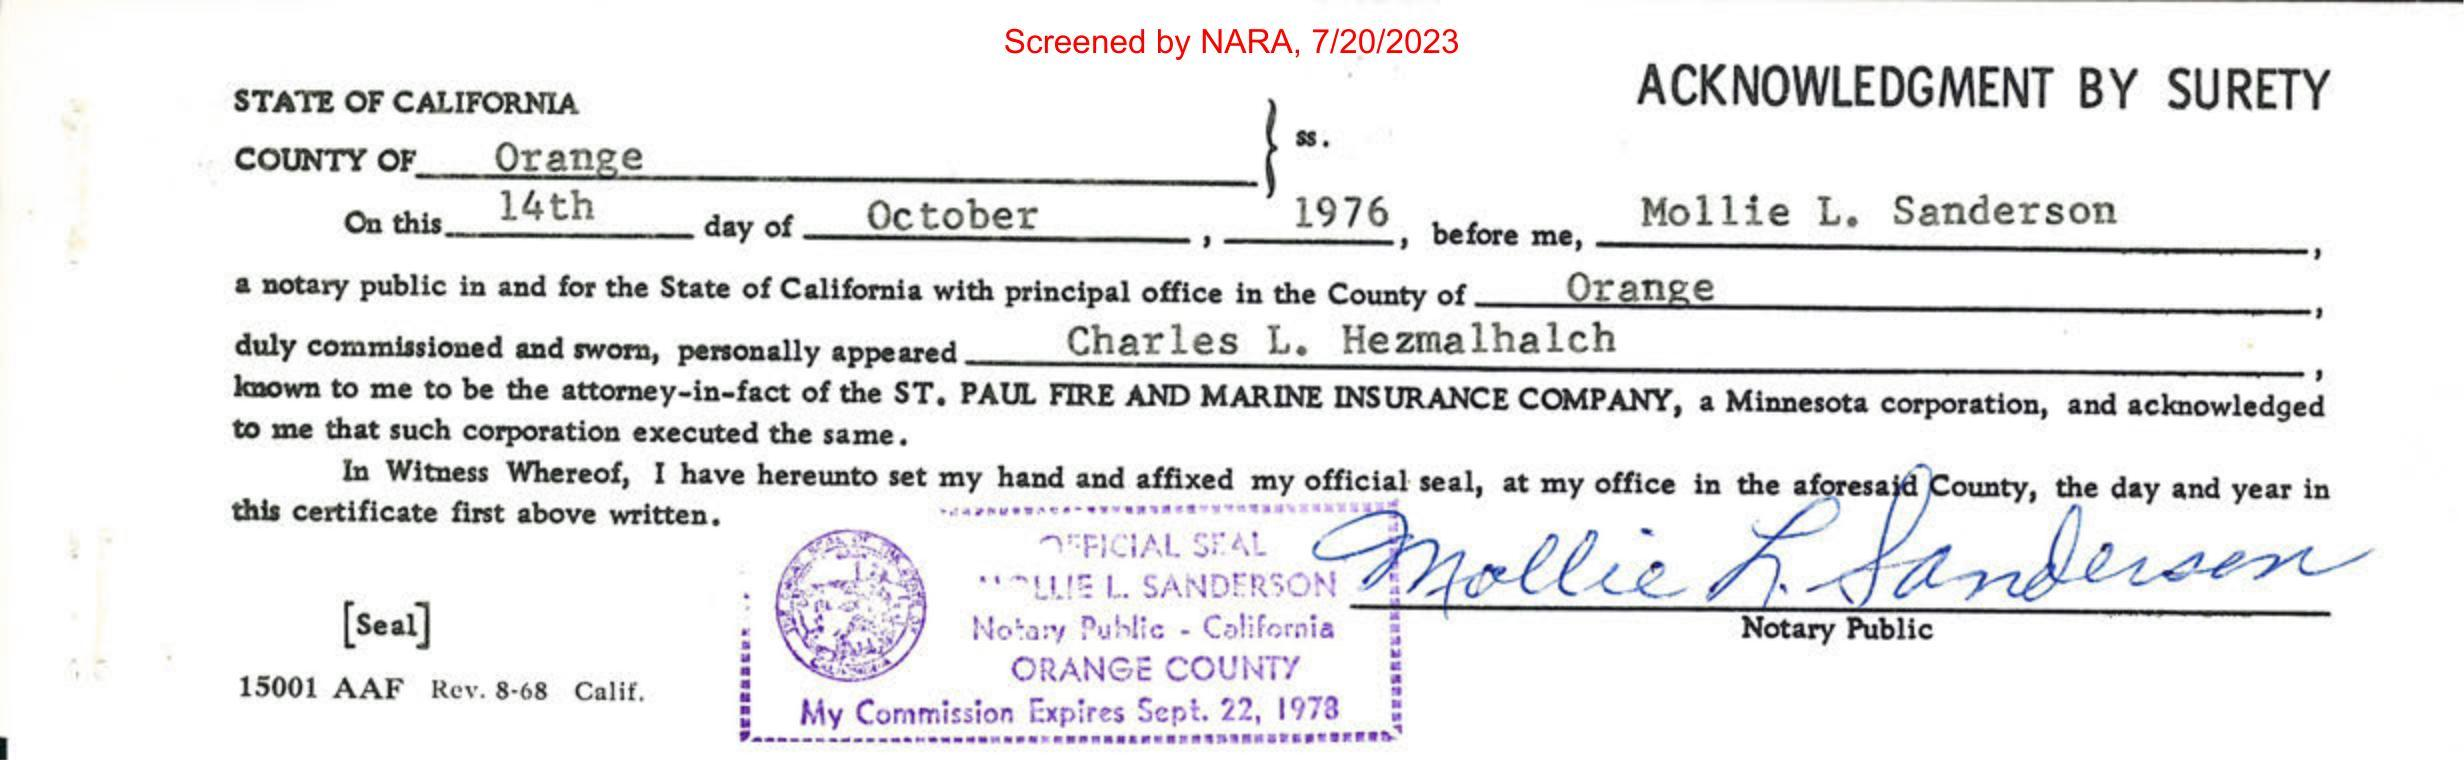 Screened by NARA, 7/20/2023
ACKNOWLEDGMENT BY SURETY
STATE OF CALIFORNIA
COUNTY OF Orange ss.
On this 14th day of October, 1976, before me, Mollie L. Sanderson,
a notary public in and for the State of California with principal office in the County of Orange,
duly commissioned and sworn, personally appeared Charles L. Hezmalhalch,
known to me to be the attorney-in-fact of the ST. PAUL FIRE AND MARINE INSURANCE COMPANY, a Minnesota corporation, and acknowledged
to me that such corporation executed the same.
In Witness Whereof, I have hereunto set my hand and affixed my official seal, at my office in the aforesaid County, the day and year in
this certificate first above written.
OFFICIAL SEAL
MOLLIE L. SANDERSON
Notary Public - California
ORANGE COUNTY
My Commission Expires Sept. 22, 1978
Mollie L. Sanderson
Notary Public
[Seal]
15001 AAF Rev. 8-68 Calif.